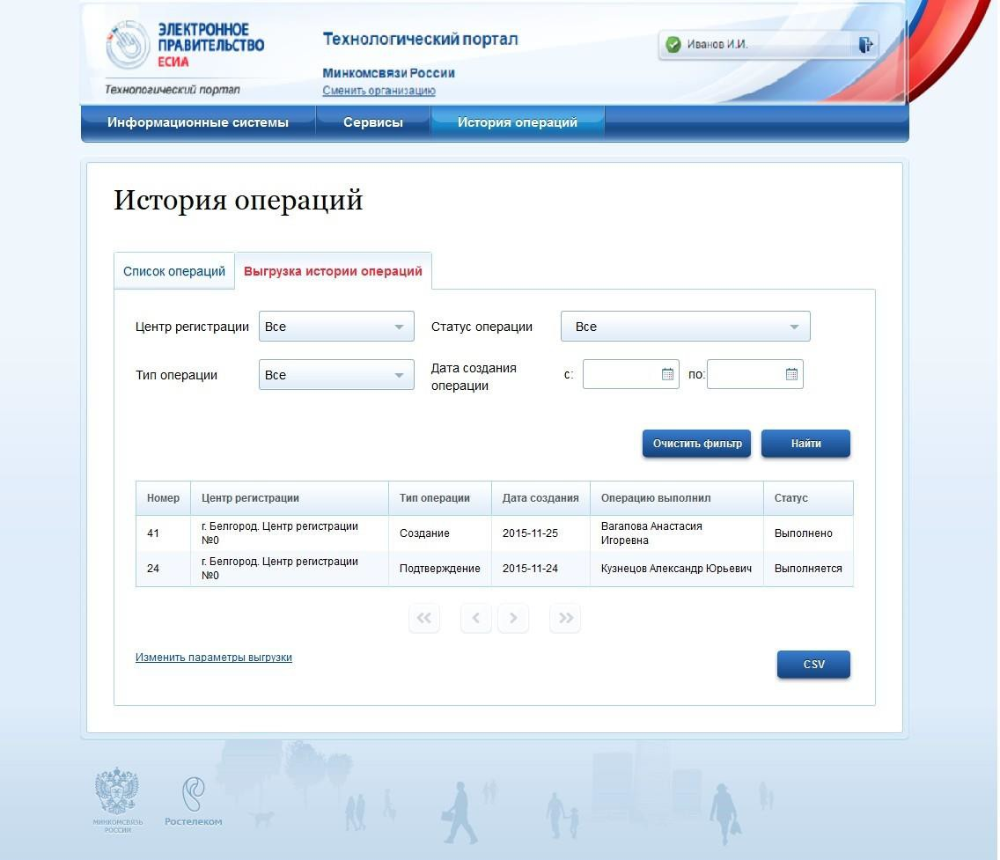 ЭЛЕКТРОННОЕ
ПРАВИТЕЛЬСТВО
ЕСИА
Технологический портал
Технологический портал
Минкомсвязи России
Сменить организацию
Иванов И.И.
Информационные системы
Сервисы
История операций
История операций
Список операций
Выгрузка истории операций
Центр регистрации
Все
Статус операции
Все
Тип операции
Все
Дата создания
операции
с:
по:
Очистить фильтр
Найти
Номер Центр регистрации Тип операции Дата создания Операцию выполнил Статус
41 г. Белгород. Центр регистрации №0 Создание 2015-11-25 Вагапова Анастасия Игоревна Выполнено
24 г. Белгород. Центр регистрации №0 Подтверждение 2015-11-24 Кузнецов Александр Юрьевич Выполняется
Изменить параметры выгрузки
CSV
МИНКОМСВЯЗЬ
РОССИИ
Ростелеком